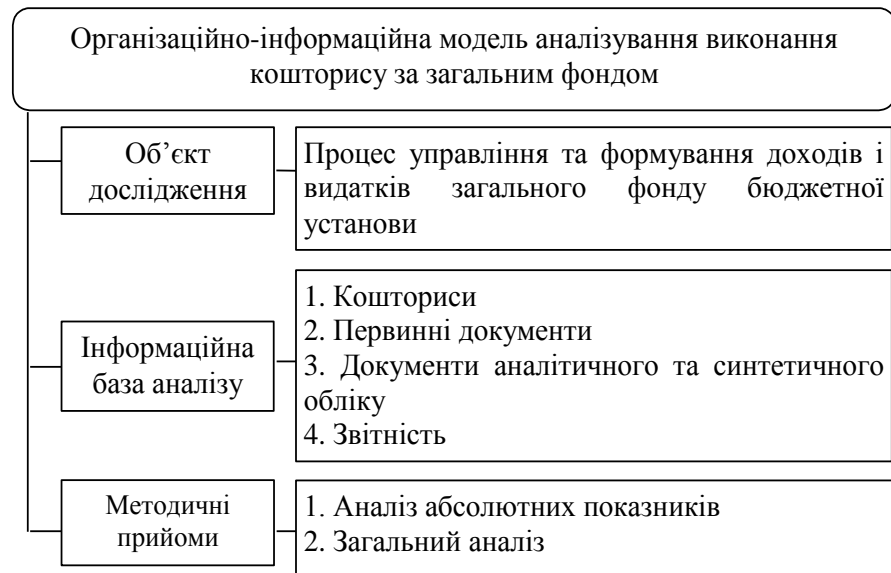 Організаційно-інформаційна модель аналізування виконання
кошторису за загальним фондом
Об’єкт
дослідження
Процес управління та формування доходів і
видатків загального фонду бюджетної
установи
Інформаційна
база аналізу
1. Кошториси
2. Первинні документи
3. Документи аналітичного та синтетичного
обліку
4. Звітність
Методичні
прийоми
1. Аналіз абсолютних показників
2. Загальний аналіз